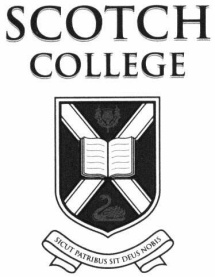 SCOTCH
COLLEGE
SICUT PATRIBUS SIT DEUS NOBIS